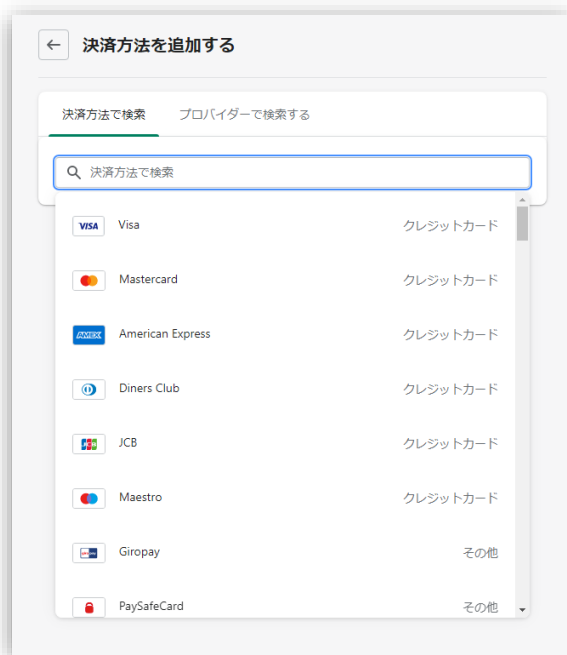 決済方法を追加する
決済方法で検索 プロバイダーで検索する
決済方法で検索
VISA Visa クレジットカード
Mastercard クレジットカード
AMEX American Express クレジットカード
Diners Club クレジットカード
JCB JCB クレジットカード
Maestro クレジットカード
Giropay その他
PaySafeCard その他